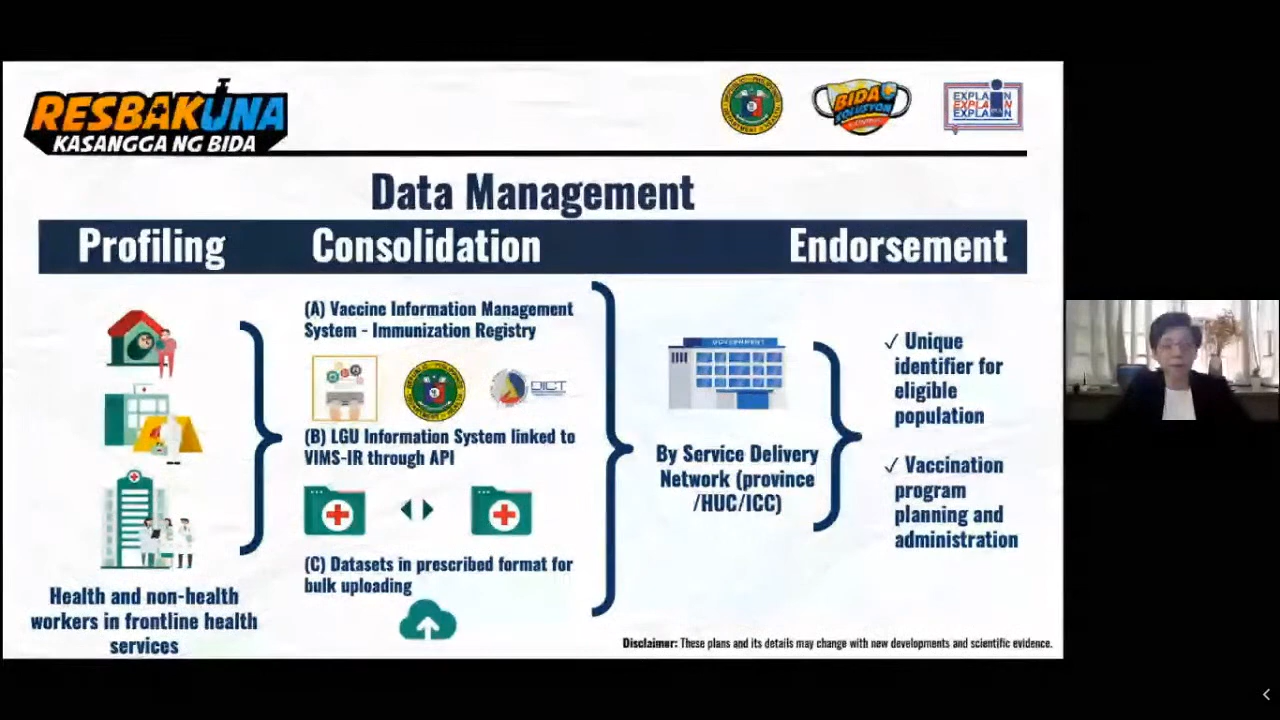 RESBAKUNA
KASANGGA NG BIDA
BIDA
SOLUSYON
EXPLAIN
EXPLAIN
EXPLAIN
Data Management
Profiling
Consolidation
Endorsement
Health and non-health
workers in frontline health
services
(A) Vaccine Information Management
System - Immunization Registry
DICT
(B) LGU Information System linked to
VIMS-IR through API
(C) Datasets in prescribed format for
bulk uploading
GOVERNMENT
By Service Delivery
Network (province
/HUC/ICC)
✓ Unique
identifier for
eligible
population
✓ Vaccination
program
planning and
administration
Disclaimer: These plans and its details may change with new developments and scientific evidence.